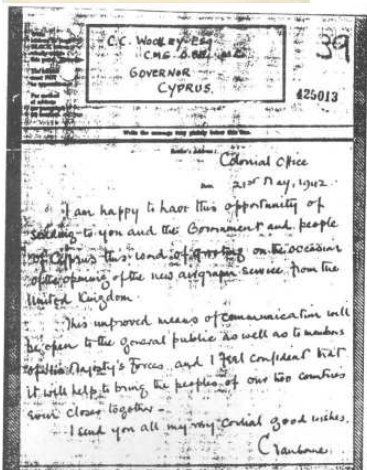 C.C. WOOLLEY ESQ
C.M.G. O.B.E. M.C.
GOVERNOR
CYPRUS.
39
425013
Write the message very plainly below this line.
Sender's Address:
Colonial Office
Date 21st May, 1942
I am happy to have this opportunity of
sending to you and the Government and people
of Cyprus this word of greeting on the occasion
of the opening of the new airgraph service from the
United Kingdom.
This improved means of communication will
be open to the general public as well as to members
of His Majesty's Forces and I feel confident that
it will help to bring the peoples of our two countries
even closer together -
I send you all my very cordial good wishes.
Cranborne.